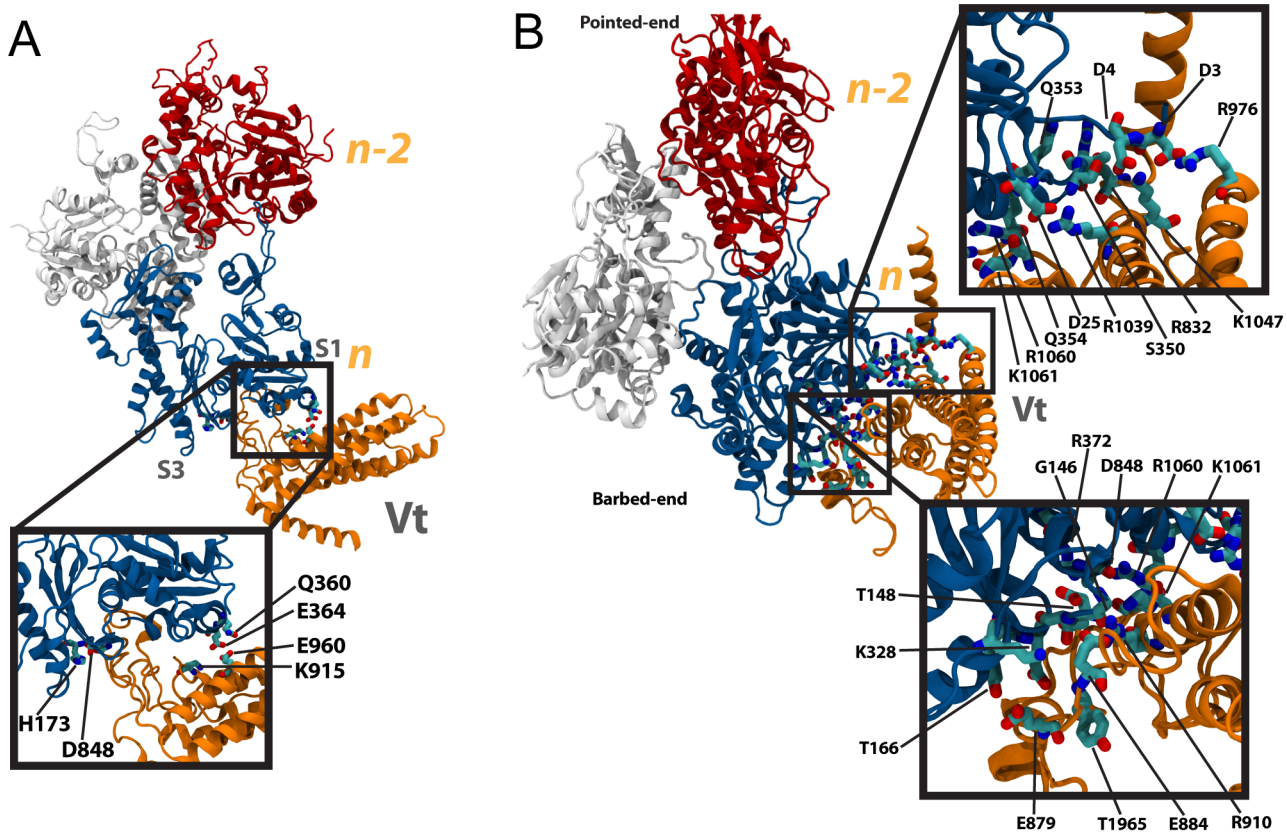 A
n-2
S1
n
S3
Vt
Q360
E364
E960
K915
H173
D848
B
Pointed-end
n-2
n
Vt
Barbed-end
D4
D3
Q353
R976
D25
R1039
R832
K1047
Q354
S350
R1060
K1061
R372
G146
D848
R1060
K1061
T148
K328
T166
E879
T1965
E884
R910